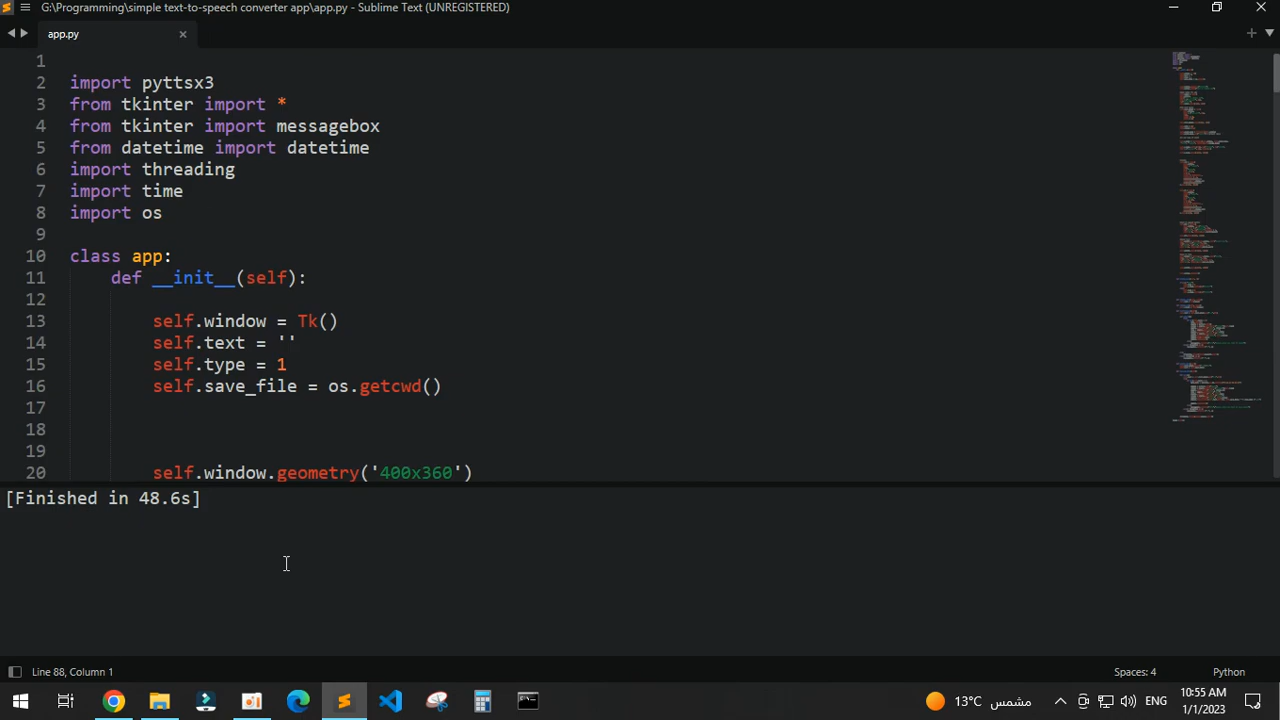 G:\Programming\simple text-to-speech converter app\app.py - Sublime Text (UNREGISTERED)
app.py
1
2 import pyttsx3
3 from tkinter import *
4 from tkinter import messagebox
5 from datetime import datetime
6 import threading
7 import time
8 import os
9
10 class app:
11 def __init__(self):
12
13 self.window = Tk()
14 self.text = ''
15 self.type = 1
16 self.save_file = os.getcwd()
17
18
19
20 self.window.geometry('400x360')
[Finished in 48.6s]
Line 88, Column 1
Spaces: 4
Python
13°C مشمس
ENG
10:55 AM
1/1/2023